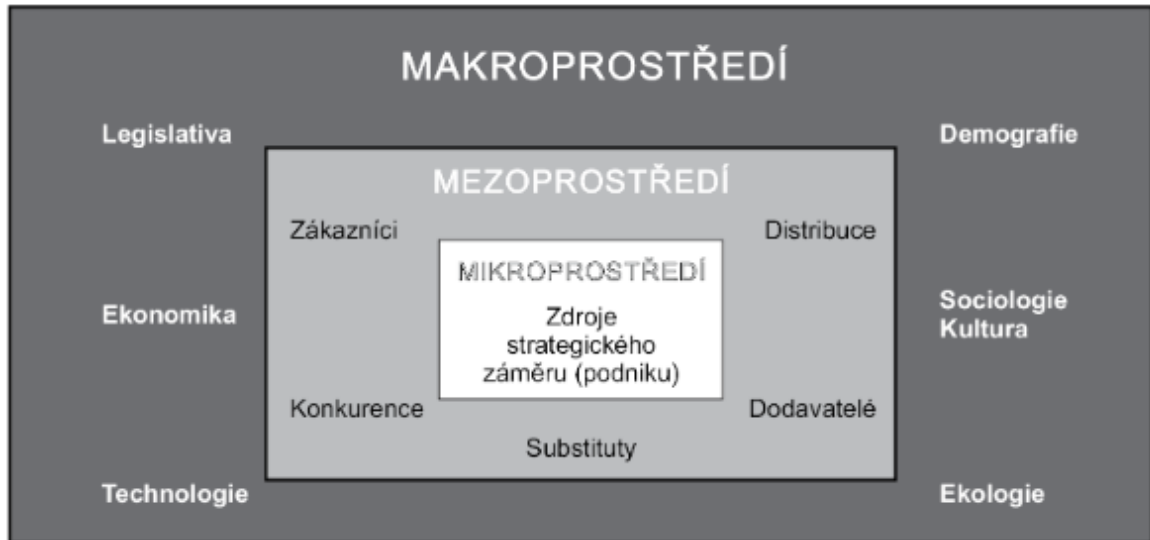 MAKROPROSTŘEDÍ
Legislativa
Demografie
MEZOPROSTŘEDÍ
Zákazníci
Distribuce
MIKROPROSTŘEDÍ
Ekonomika
Zdroje
strategického
záměru (podniku)
Sociologie
Kultura
Konkurence
Dodavatelé
Substituty
Technologie
Ekologie